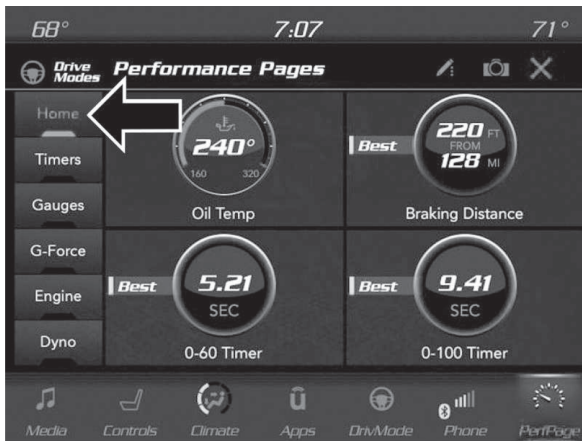 68° 7:07 71°
Drive Modes Performance Pages
Home
Timers
Gauges
G-Force
Engine
Dyno
240°
160 320
Oil Temp
Best
220 FT
FROM
128 MI
Braking Distance
Best
5.21
SEC
0-60 Timer
Best
9.41
SEC
0-100 Timer
Media Controls Climate Apps DrivMode Phone PerfPage